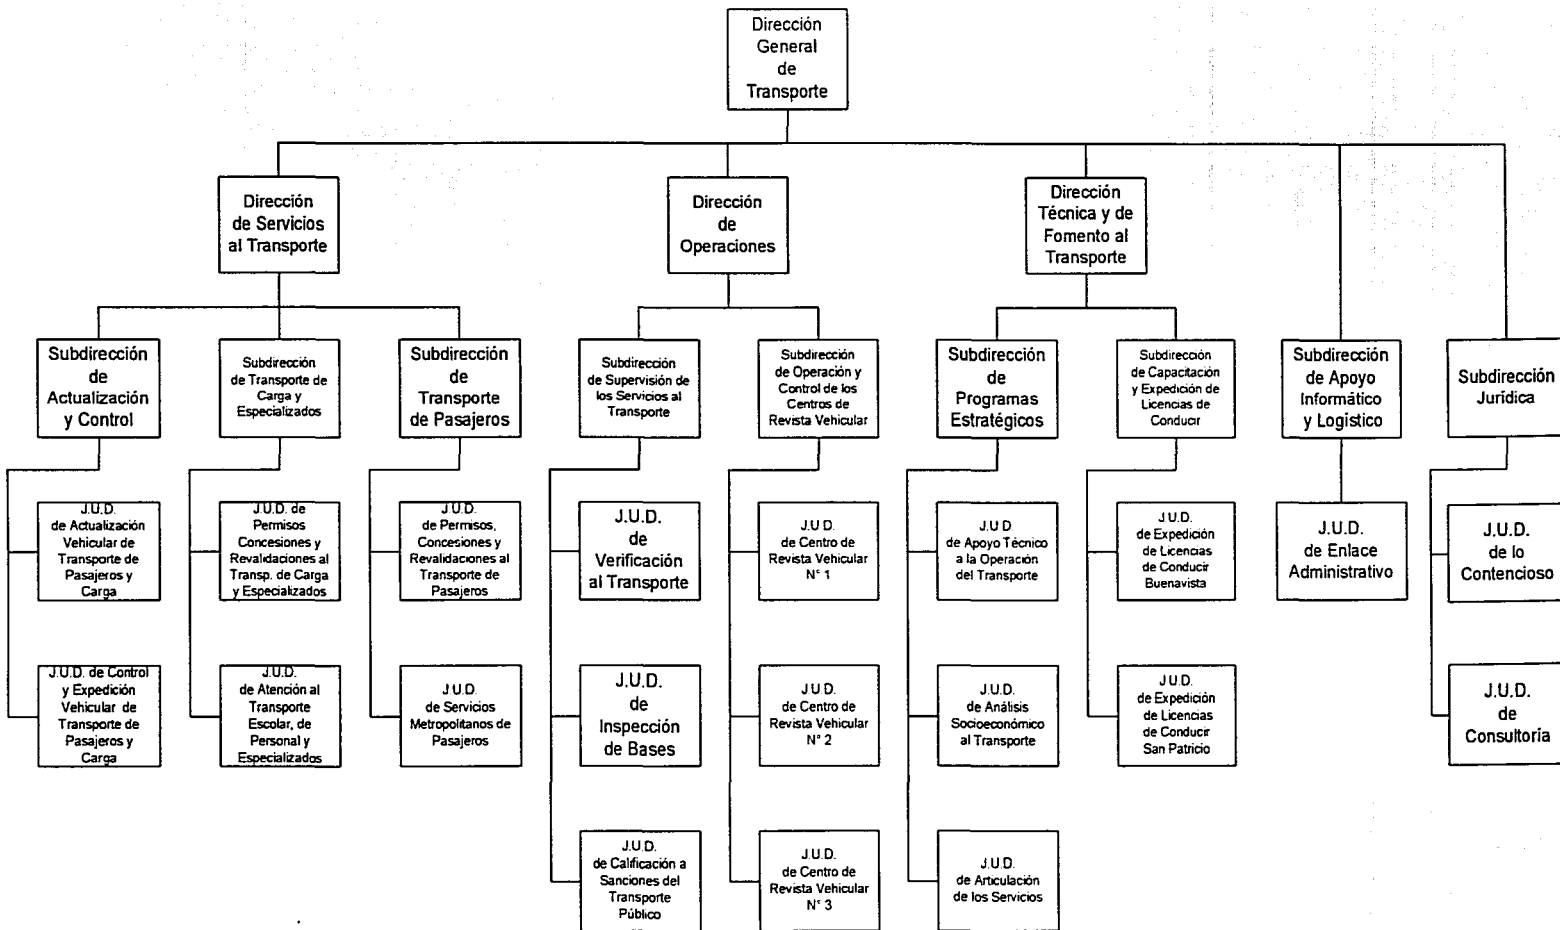 Dirección
General
de
Transporte
Dirección
de Servicios
al Transporte
Dirección
de
Operaciones
Dirección
Técnica y de
Fomento al
Transporte
Subdirección
de
Actualización
y Control
Subdirección
de Transporte de
Carga y
Especializados
Subdirección
de
Transporte
de Pasajeros
Subdirección
de Supervisión de
los Servicios al
Transporte
Subdirección
de Operación y
Control de los
Centros de
Revista Vehicular
Subdirección
de
Programas
Estratégicos
Subdirección
de Capacitación
y Expedición de
Licencias de
Conducir
Subdirección
de Apoyo
Informático
y Logístico
Subdirección
Jurídica
J.U.D.
de Actualización
Vehicular de
Transporte de
Pasajeros y
Carga
J.U.D. de
Permisos
Concesiones y
Revalidaciones al
Transp. de Carga
y Especializados
J.U.D.
de Permisos,
Concesiones y
Revalidaciones al
Transporte de
Pasajeros
J.U.D.
de
Verificación
al Transporte
J.U D.
de Centro de
Revista Vehicular
N° 1
J.U D
de Apoyo Técnico
a la Operación
del Transporte
J.U.D.
de Expedición
de Licencias
de Conducir
Buenavista
J.U.D.
de Enlace
Administrativo
J.U.D.
de lo
Contencioso
J.U.D. de Control
y Expedición
Vehicular de
Transporte de
Pasajeros y
Carga
J.U.D.
de Atención al
Transporte
Escolar, de
Personal y
Especializados
J.U.D.
de Servicios
Metropolitanos de
Pasajeros
J.U.D.
de
Inspección
de Bases
J.U D.
de Centro de
Revista Vehicular
N° 2
J.U.D.
de Análisis
Socioeconómico
al Transporte
J.U.D.
de Expedición
de Licencias
de Conducir
San Patricio
J.U.D.
de
Consultoría
J.U.D.
de Calificación a
Sanciones del
Transporte
Público
J.U.D.
de Centro de
Revista Vehicular
N° 3
J.U.D.
de Articulación
de los Servicios